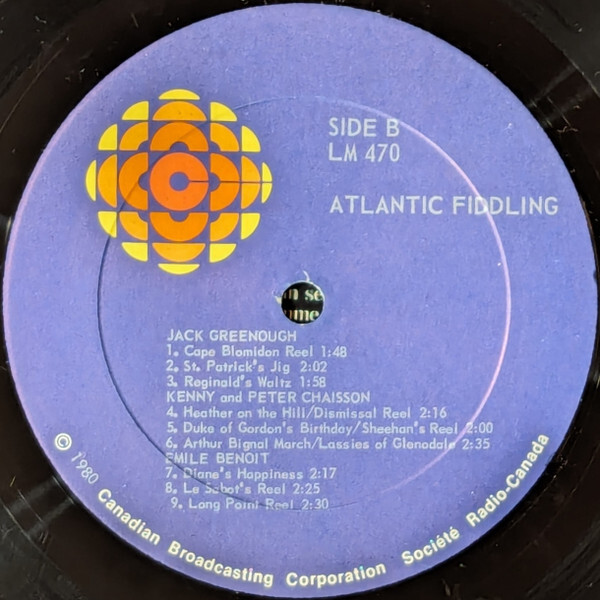 SIDE B
LM 470
ATLANTIC FIDDLING
n se
ume
JACK GREENOUGH
1. Cape Blomidon Reel 1:48
2. St. Patrick's Jig 2:02
3. Reginald's Waltz 1:58
KENNY and PETER CHAISSON
4. Heather on the Hill/Dismissal Reel 2:16
5. Duke of Gordon's Birthday/Sheehan's Reel 2:00
6. Arthur Bignal March/Lassies of Glenodale 2:35
EMILE BENOIT
7. Diane's Happiness 2:17
8. Le Sabot's Reel 2:25
9. Long Point Reel 2:30
© 1980 Canadian Broadcasting Corporation Société Radio-Canada